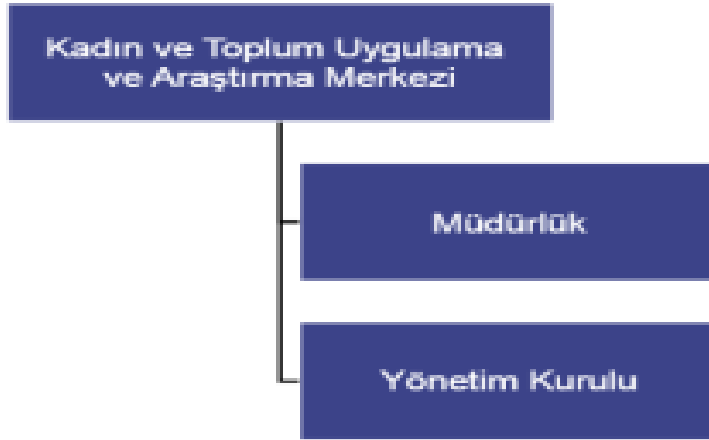 Kadın ve Toplum Uygulama
ve Araştırma Merkezi
Müdürlük
Yönetim Kurulu